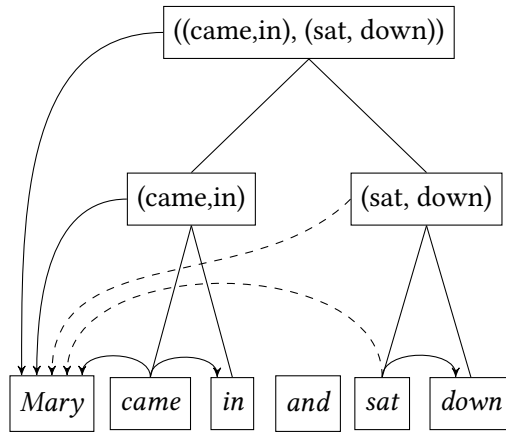 ((came,in), (sat, down))
(came,in) (sat, down)
Mary came in and sat down